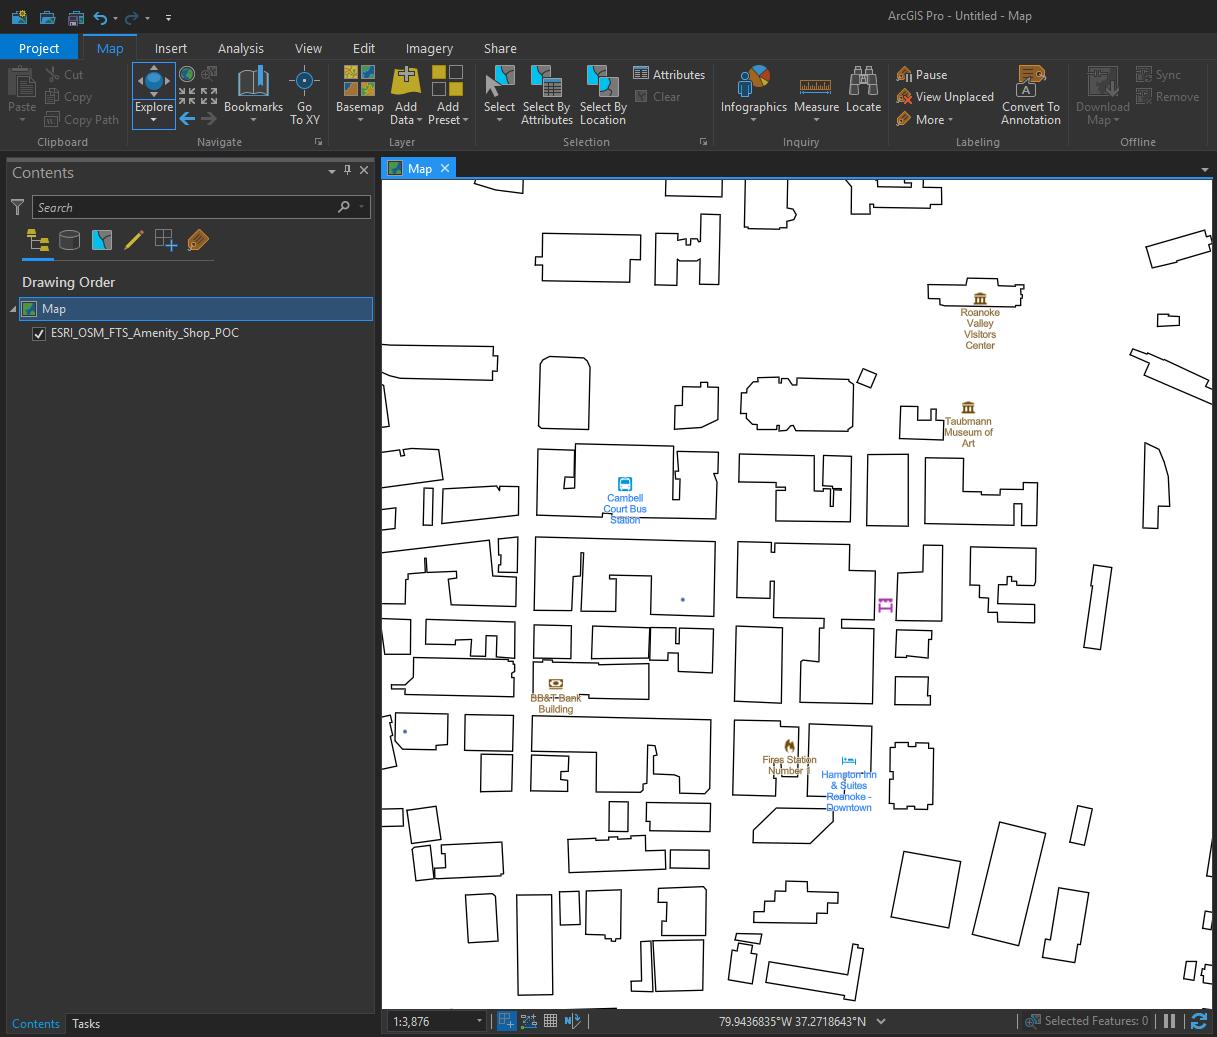 ArcGIS Pro - Untitled - Map
Project Map Insert Analysis View Edit Imagery Share
Paste
Cut
Copy
Copy Path
Clipboard
Explore
Bookmarks
Go
To XY
Navigate
Basemap
Add
Data
Add
Preset
Layer
Select
Select By
Attributes
Select By
Location
Attributes
Clear
Selection
Infographics
Measure
Locate
Inquiry
Pause
View Unplaced
More
Convert To
Annotation
Labeling
Download
Map
Sync
Remove
Offline
Contents
Search
Drawing Order
Map
ESRI_OSM_FTS_Amenity_Shop_POC
Contents Tasks
Map
Roanoke
Valley
Visitors
Center
Taubmann
Museum of
Art
Cambell
Court Bus
Station
BB&T Bank
Building
Fires Station
Number 1
Hampton Inn
& Suites
Roanoke -
Downtown
1:3,876
79.9436835°W 37.2718643°N
Selected Features: 0